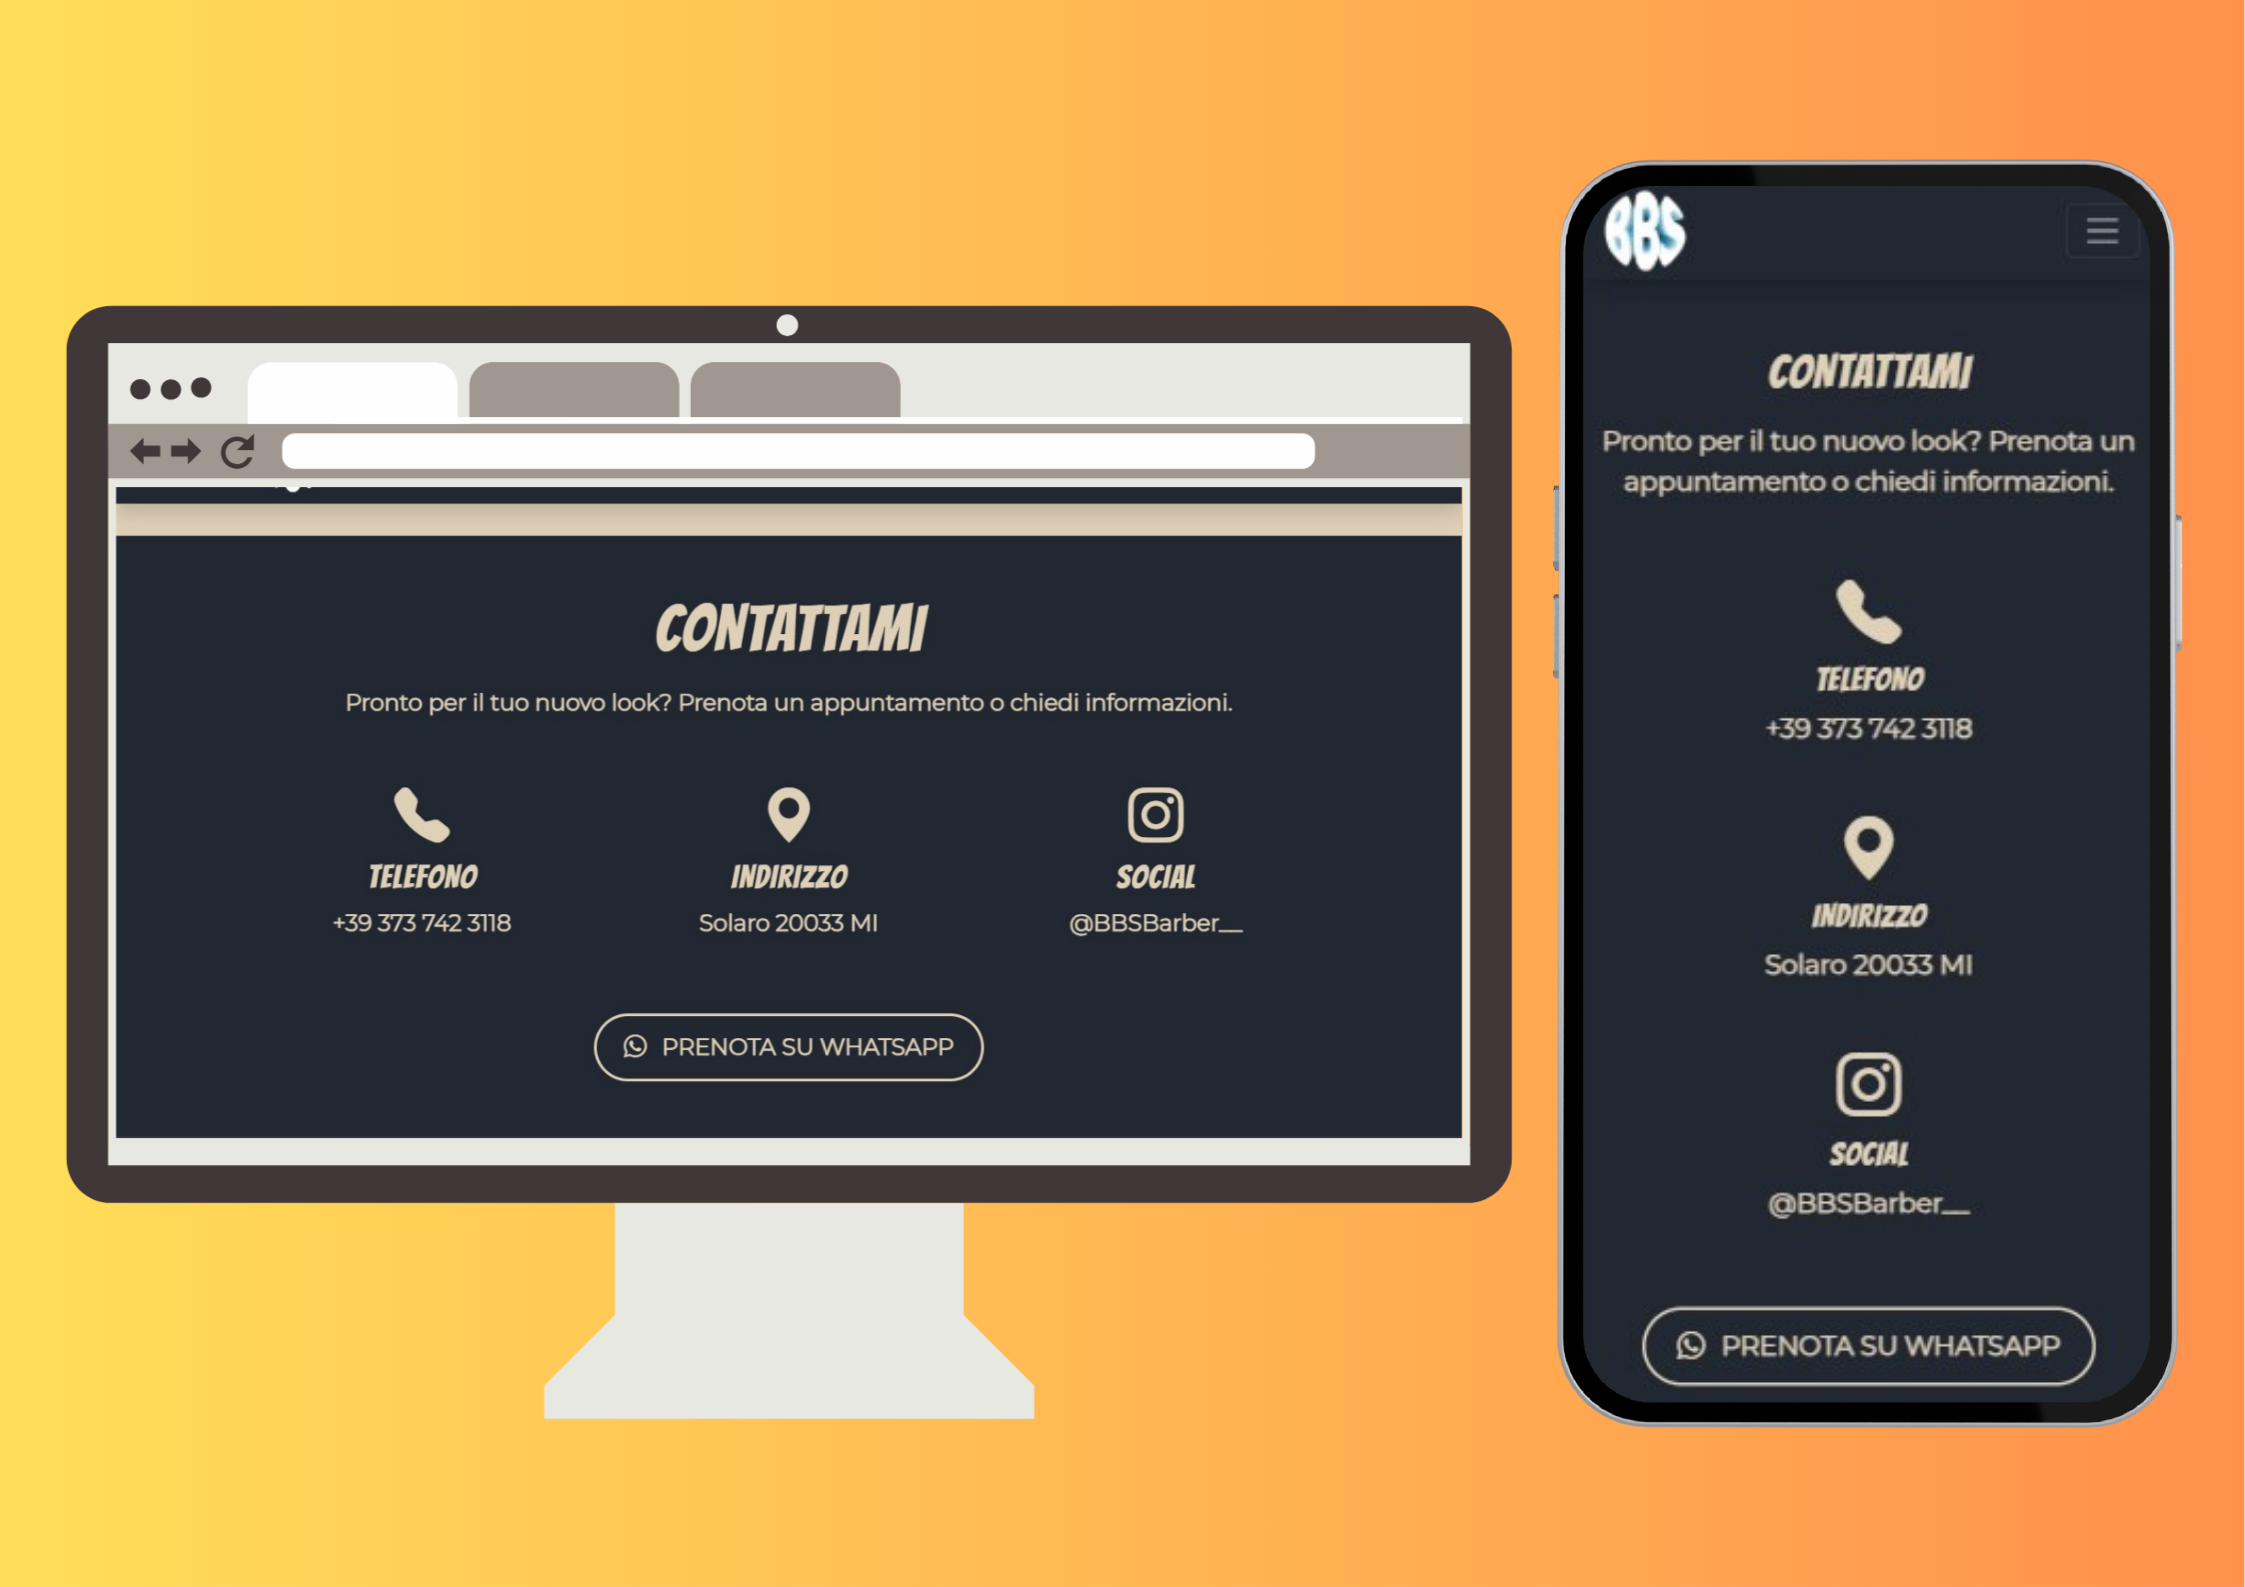 CONTATTAMI
Pronto per il tuo nuovo look? Prenota un appuntamento o chiedi informazioni.
TELEFONO
+39 373 742 3118
INDIRIZZO
Solaro 20033 MI
SOCIAL
@BBSBarber__
PRENOTA SU WHATSAPP
BBS
CONTATTAMI
Pronto per il tuo nuovo look? Prenota un
appuntamento o chiedi informazioni.
TELEFONO
+39 373 742 3118
INDIRIZZO
Solaro 20033 MI
SOCIAL
@BBSBarber__
PRENOTA SU WHATSAPP